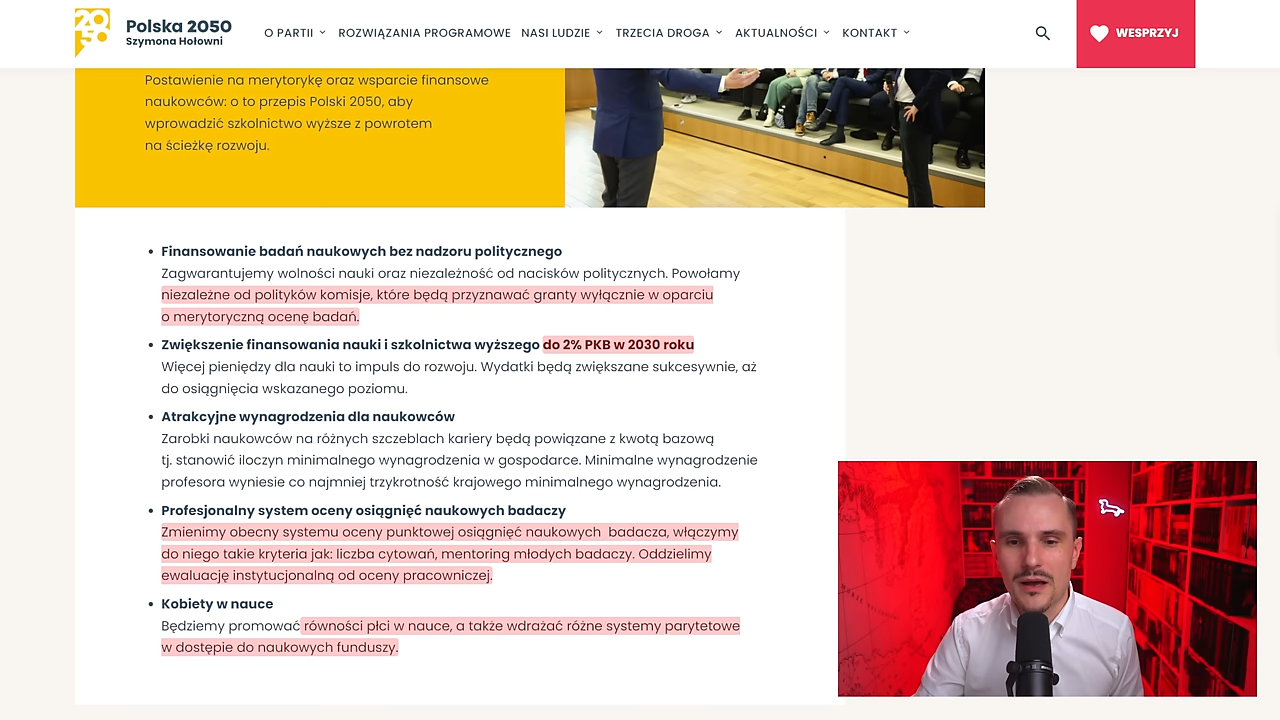 Polska 2050
Szymona Hołowni
O PARTII
ROZWIĄZANIA PROGRAMOWE
NASI LUDZIE
TRZECIA DROGA
AKTUALNOŚCI
KONTAKT
WESPRZYJ
Postawienie na merytorykę oraz wsparcie finansowe
naukowców: o to przepis Polski 2050, aby
wprowadzić szkolnictwo wyższe z powrotem
na ścieżkę rozwoju.
• Finansowanie badań naukowych bez nadzoru politycznego
Zagwarantujemy wolności nauki oraz niezależność od nacisków politycznych. Powołamy
niezależne od polityków komisje, które będą przyznawać granty wyłącznie w oparciu
o merytoryczną ocenę badań.
• Zwiększenie finansowania nauki i szkolnictwa wyższego do 2% PKB w 2030 roku
Więcej pieniędzy dla nauki to impuls do rozwoju. Wydatki będą zwiększane sukcesywnie, aż
do osiągnięcia wskazanego poziomu.
• Atrakcyjne wynagrodzenia dla naukowców
Zarobki naukowców na różnych szczeblach kariery będą powiązane z kwotą bazową
tj. stanowić iloczyn minimalnego wynagrodzenia w gospodarce. Minimalne wynagrodzenie
profesora wyniesie co najmniej trzykrotność krajowego minimalnego wynagrodzenia.
• Profesjonalny system oceny osiągnięć naukowych badaczy
Zmienimy obecny systemu oceny punktowej osiągnięć naukowych badacza, włączymy
do niego takie kryteria jak: liczba cytowań, mentoring młodych badaczy. Oddzielimy
ewaluację instytucjonalną od oceny pracowniczej.
• Kobiety w nauce
Będziemy promować równości płci w nauce, a także wdrażać różne systemy parytetowe
w dostępie do naukowych funduszy.